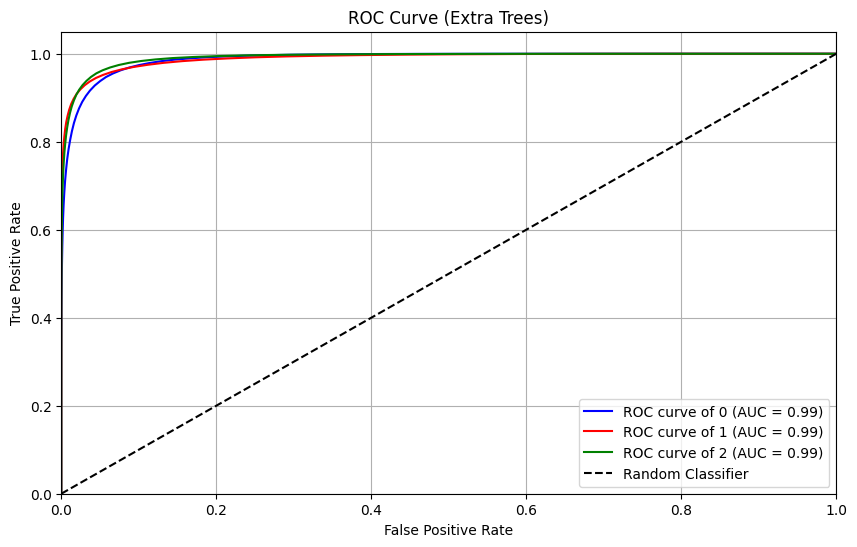 ROC Curve (Extra Trees)
True Positive Rate
1.0
0.8
0.6
0.4
0.2
0.0
0.0 0.2 0.4 0.6 0.8 1.0
False Positive Rate
ROC curve of 0 (AUC = 0.99)
ROC curve of 1 (AUC = 0.99)
ROC curve of 2 (AUC = 0.99)
Random Classifier